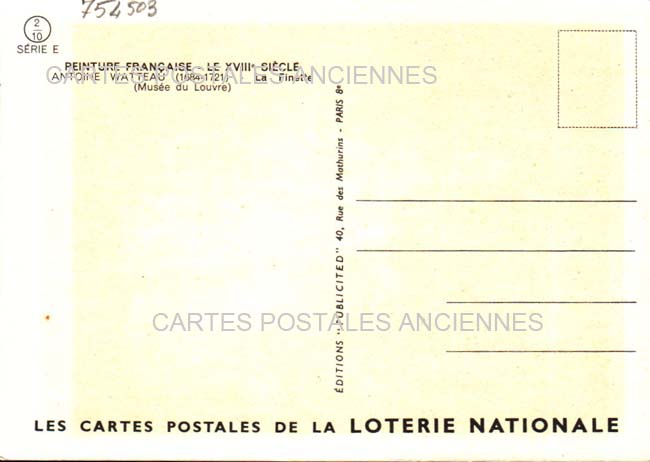 754503
2
10
SÉRIE E
PEINTURE FRANÇAISE - LE XVIIIe SIÈCLE
ANTOINE WATTEAU (1684-1721) La Finette
(Musée du Louvre)
CARTES POSTALES ANCIENNES
ÉDITIONS "PUBLICITED" 40, Rue des Mathurins - PARIS 8e
CARTES POSTALES ANCIENNES
LES CARTES POSTALES DE LA LOTERIE NATIONALE